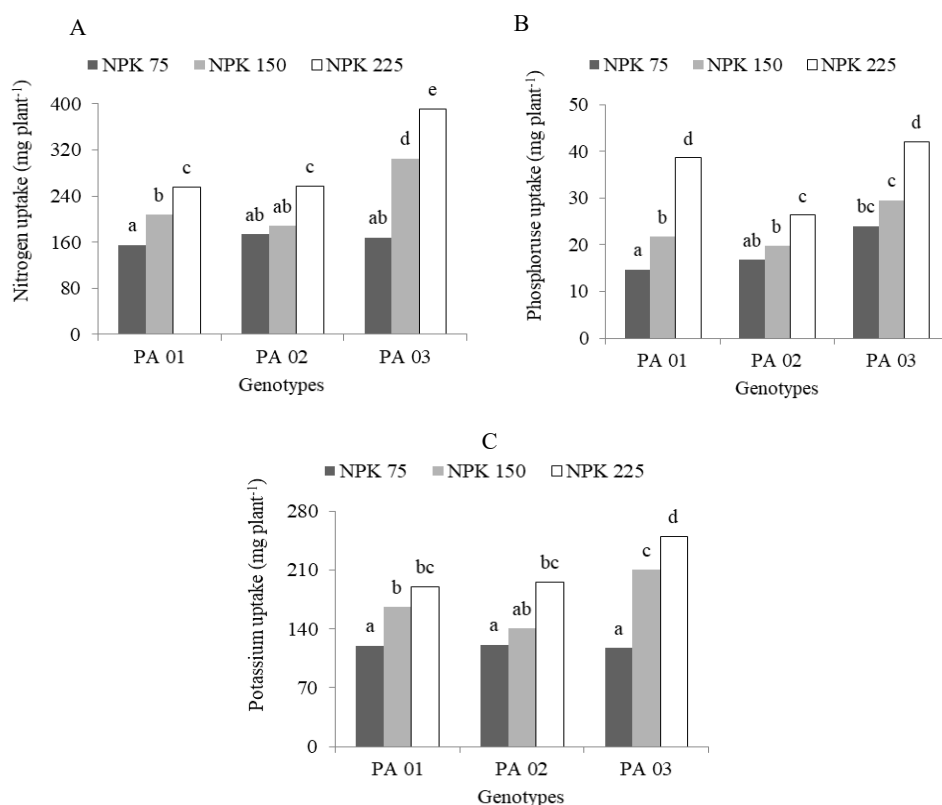 A
NPK 75 NPK 150 NPK 225
Nitrogen uptake (mg plant-1)
400
320
240
160
80
0
a b c
ab ab c
ab d e
PA 01 PA 02 PA 03
Genotypes
B
NPK 75 NPK 150 NPK 225
Phosphoruse uptake (mg plant-1)
50
40
30
20
10
0
a b d
ab b c
bc c d
PA 01 PA 02 PA 03
Genotypes
C
NPK 75 NPK 150 NPK 225
Potassium uptake (mg plant-1)
280
210
140
70
0
a b bc
a ab bc
a c d
PA 01 PA 02 PA 03
Genotypes